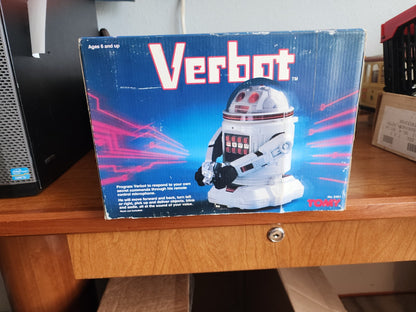 Ages 6 and up
Verbot
TM
Program Verbot to respond to your own
secret commands through his remote
control microphone.
He will move forward and back, turn left
or right, pick up and deliver objects, blink
and smile, all at the sound of your voice.
TOMY